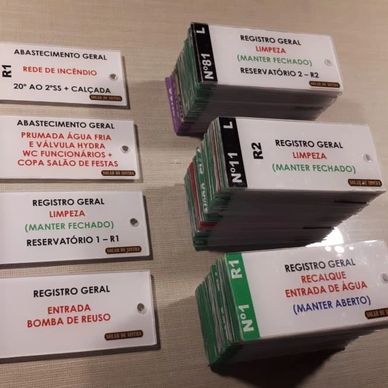 R1
ABASTECIMENTO GERAL
REDE DE INCÊNDIO
20º AO 2ºSS + CALÇADA
ABASTECIMENTO GERAL
PRUMADA ÁGUA FRIA
E VÁLVULA HYDRA
WC FUNCIONÁRIOS +
COPA SALÃO DE FESTAS
REGISTRO GERAL
LIMPEZA
(MANTER FECHADO)
RESERVATÓRIO 1 – R1
REGISTRO GERAL
ENTRADA
BOMBA DE REUSO
Nº81 L
REGISTRO GERAL
LIMPEZA
(MANTER FECHADO)
RESERVATÓRIO 2 – R2
Nº11 L
R2
REGISTRO GERAL
LIMPEZA
(MANTER FECHADO)
Nº1 R1
REGISTRO GERAL
RECALQUE
ENTRADA DE ÁGUA
(MANTER ABERTO)